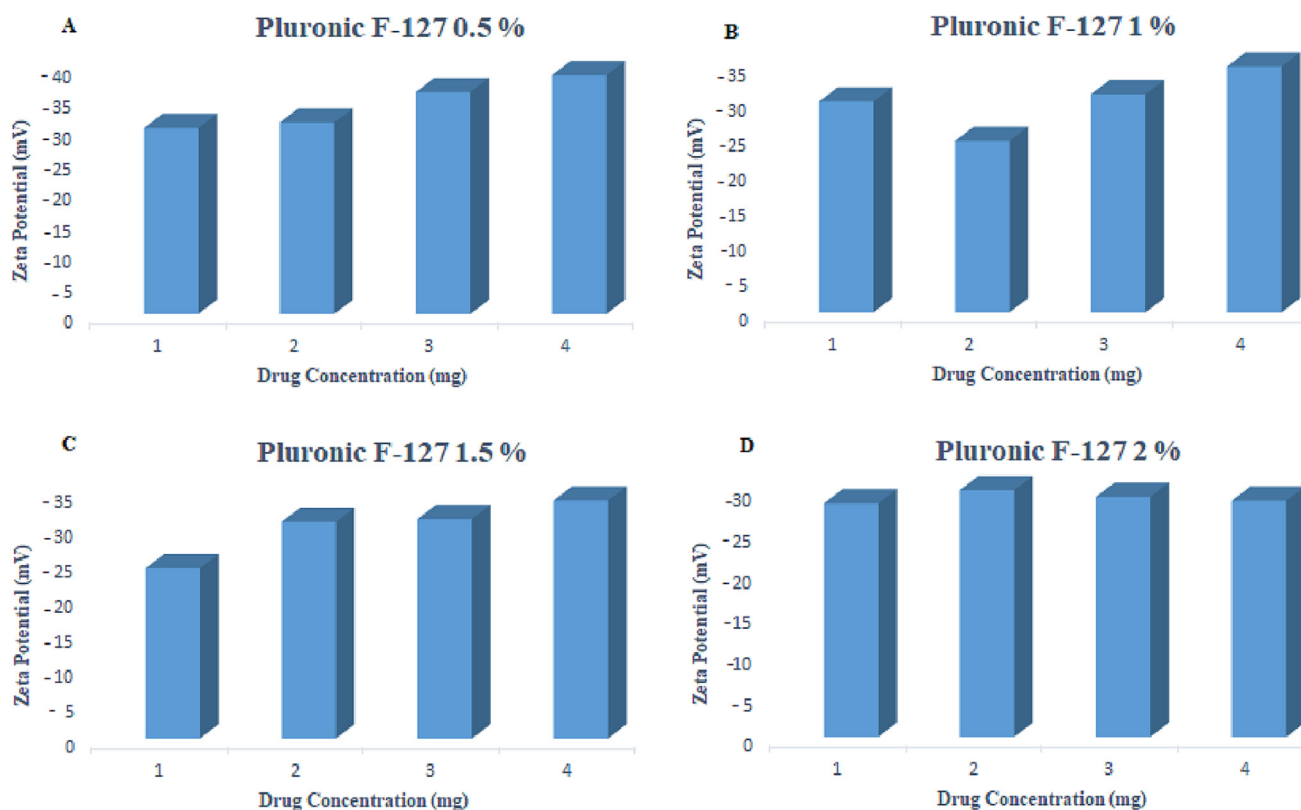 A
Pluronic F-127 0.5 %
Zeta Potential (mV)
- 40
- 35
- 30
- 25
- 20
- 15
- 10
- 5
0
1 2 3 4
Drug Concentration (mg)
B
Pluronic F-127 1 %
Zeta Potential (mV)
-35
-30
-25
-20
-15
-10
- 5
0
1 2 3 4
Drug Concentration (mg)
C
Pluronic F-127 1.5 %
Zeta Potential (mV)
- 35
- 30
- 25
- 20
- 15
- 10
- 5
0
1 2 3 4
Drug Concentration (mg)
D
Pluronic F-127 2 %
Zeta Potential (mV)
-30
-25
-20
-15
-10
-5
0
1 2 3 4
Drug Concentration (mg)